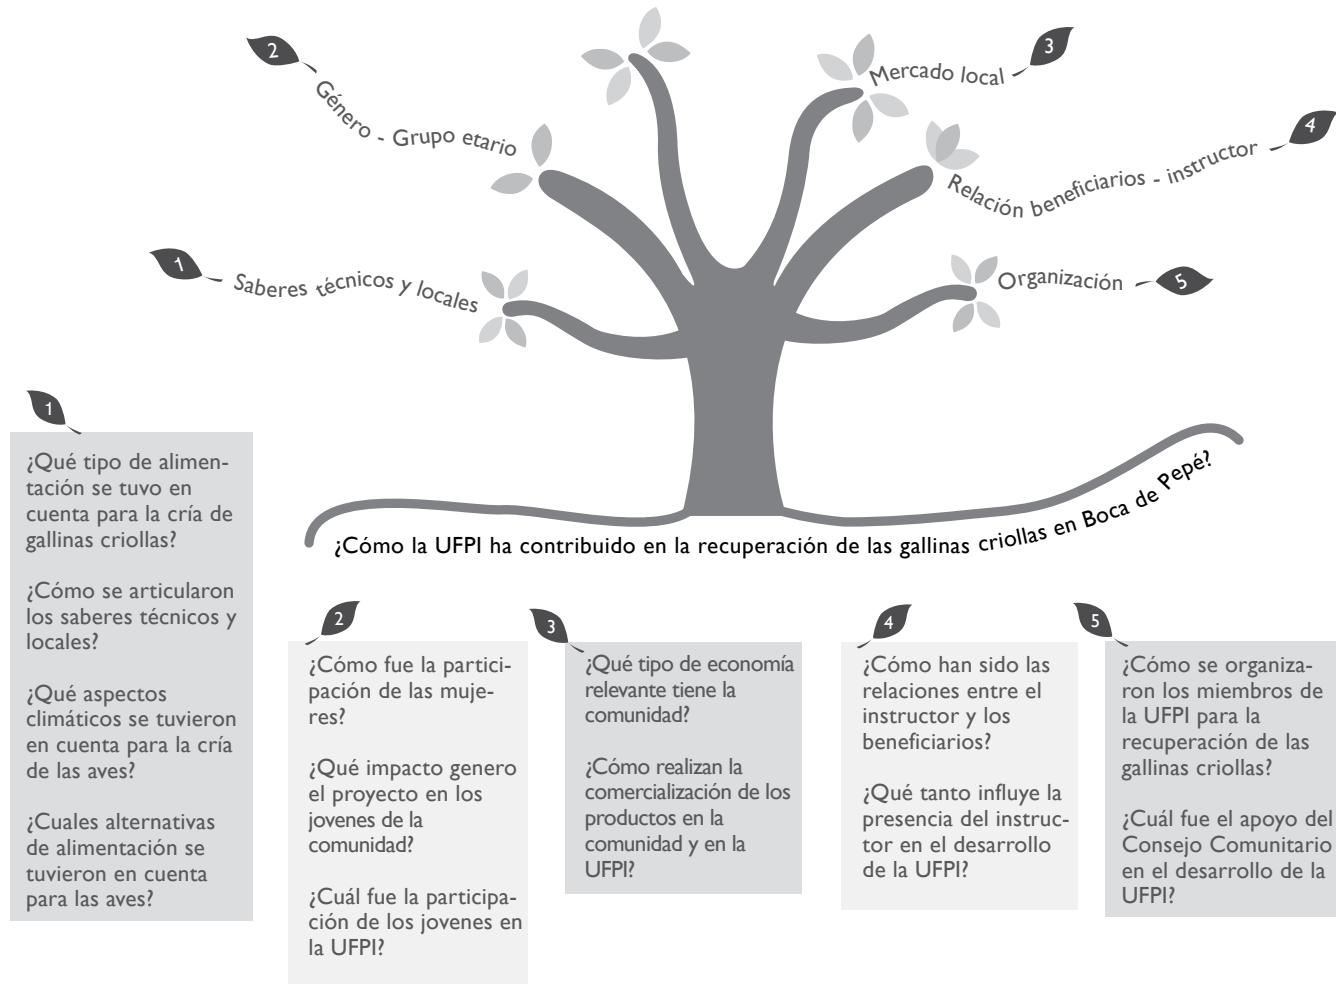 2
Género - Grupo etario
Mercado local
3
4
Relación beneficiarios - instructor
1
Saberes técnicos y locales
Organización
5
¿Cómo la UFPI ha contribuido en la recuperación de las gallinas criollas en Boca de Pepé?
1
¿Qué tipo de alimen-
tación se tuvo en
cuenta para la cría de
gallinas criollas?
¿Cómo se articularon
los saberes técnicos y
locales?
¿Qué aspectos
climáticos se tuvieron
en cuenta para la cría
de las aves?
¿Cuales alternativas
de alimentación se
tuvieron en cuenta
para las aves?
2
¿Cómo fue la partici-
pación de las muje-
res?
¿Qué impacto genero
el proyecto en los
jovenes de la
comunidad?
¿Cuál fue la participa-
ción de los jovenes en
la UFPI?
3
¿Qué tipo de economía
relevante tiene la
comunidad?
¿Cómo realizan la
comercialización de los
productos en la
comunidad y en la
UFPI?
4
¿Cómo han sido las
relaciones entre el
instructor y los
beneficiarios?
¿Qué tanto influye la
presencia del instruc-
tor en el desarrollo
de la UFPI?
5
¿Cómo se organiza-
ron los miembros de
la UFPI para la
recuperación de las
gallinas criollas?
¿Cuál fue el apoyo del
Consejo Comunitario
en el desarrollo de la
UFPI?